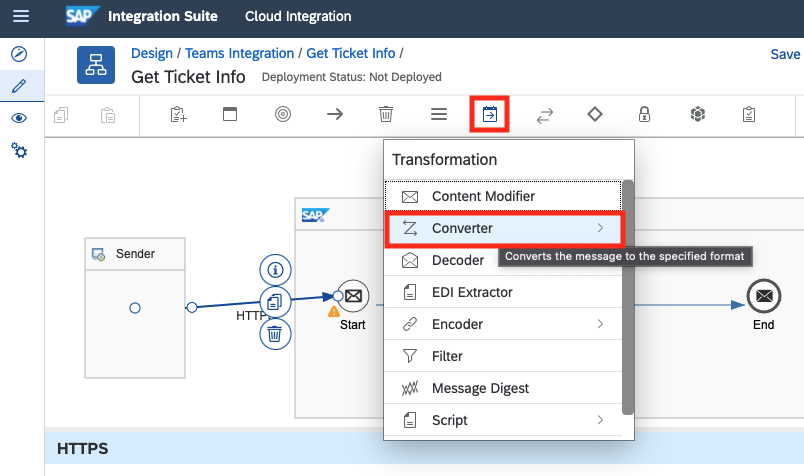 SAP Integration Suite Cloud Integration
Design / Teams Integration / Get Ticket Info /
Save
Get Ticket Info Deployment Status: Not Deployed
Transformation
Content Modifier
Converter
Converts the message to the specified format
Decoder
EDI Extractor
Encoder
Filter
Message Digest
Script
SAP
Sender
HTTP
Start
End
HTTPS